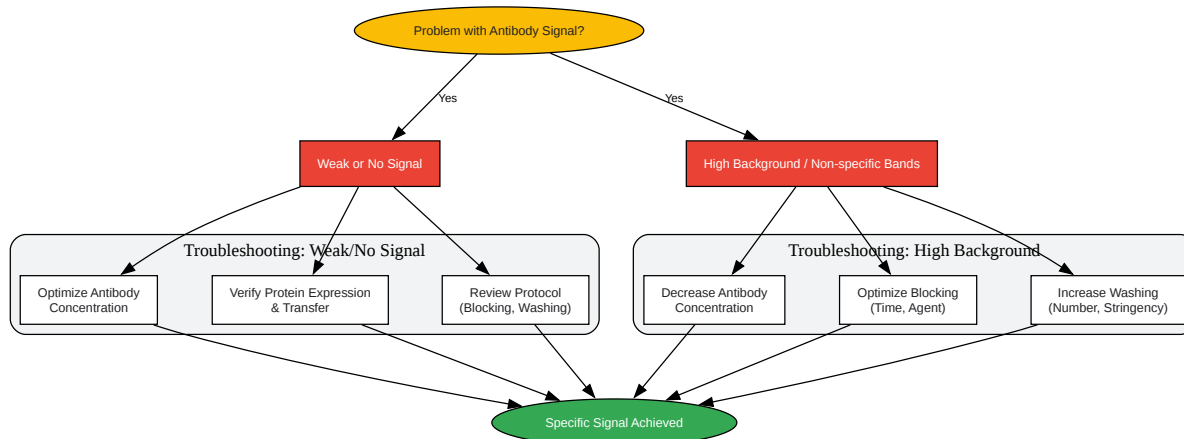 Problem with Antibody Signal?
Yes
Yes
Weak or No Signal
High Background / Non-specific Bands
Troubleshooting: Weak/No Signal
Troubleshooting: High Background
Optimize Antibody
Concentration
Verify Protein Expression
& Transfer
Review Protocol
(Blocking, Washing)
Decrease Antibody
Concentration
Optimize Blocking
(Time, Agent)
Increase Washing
(Number, Stringency)
Specific Signal Achieved